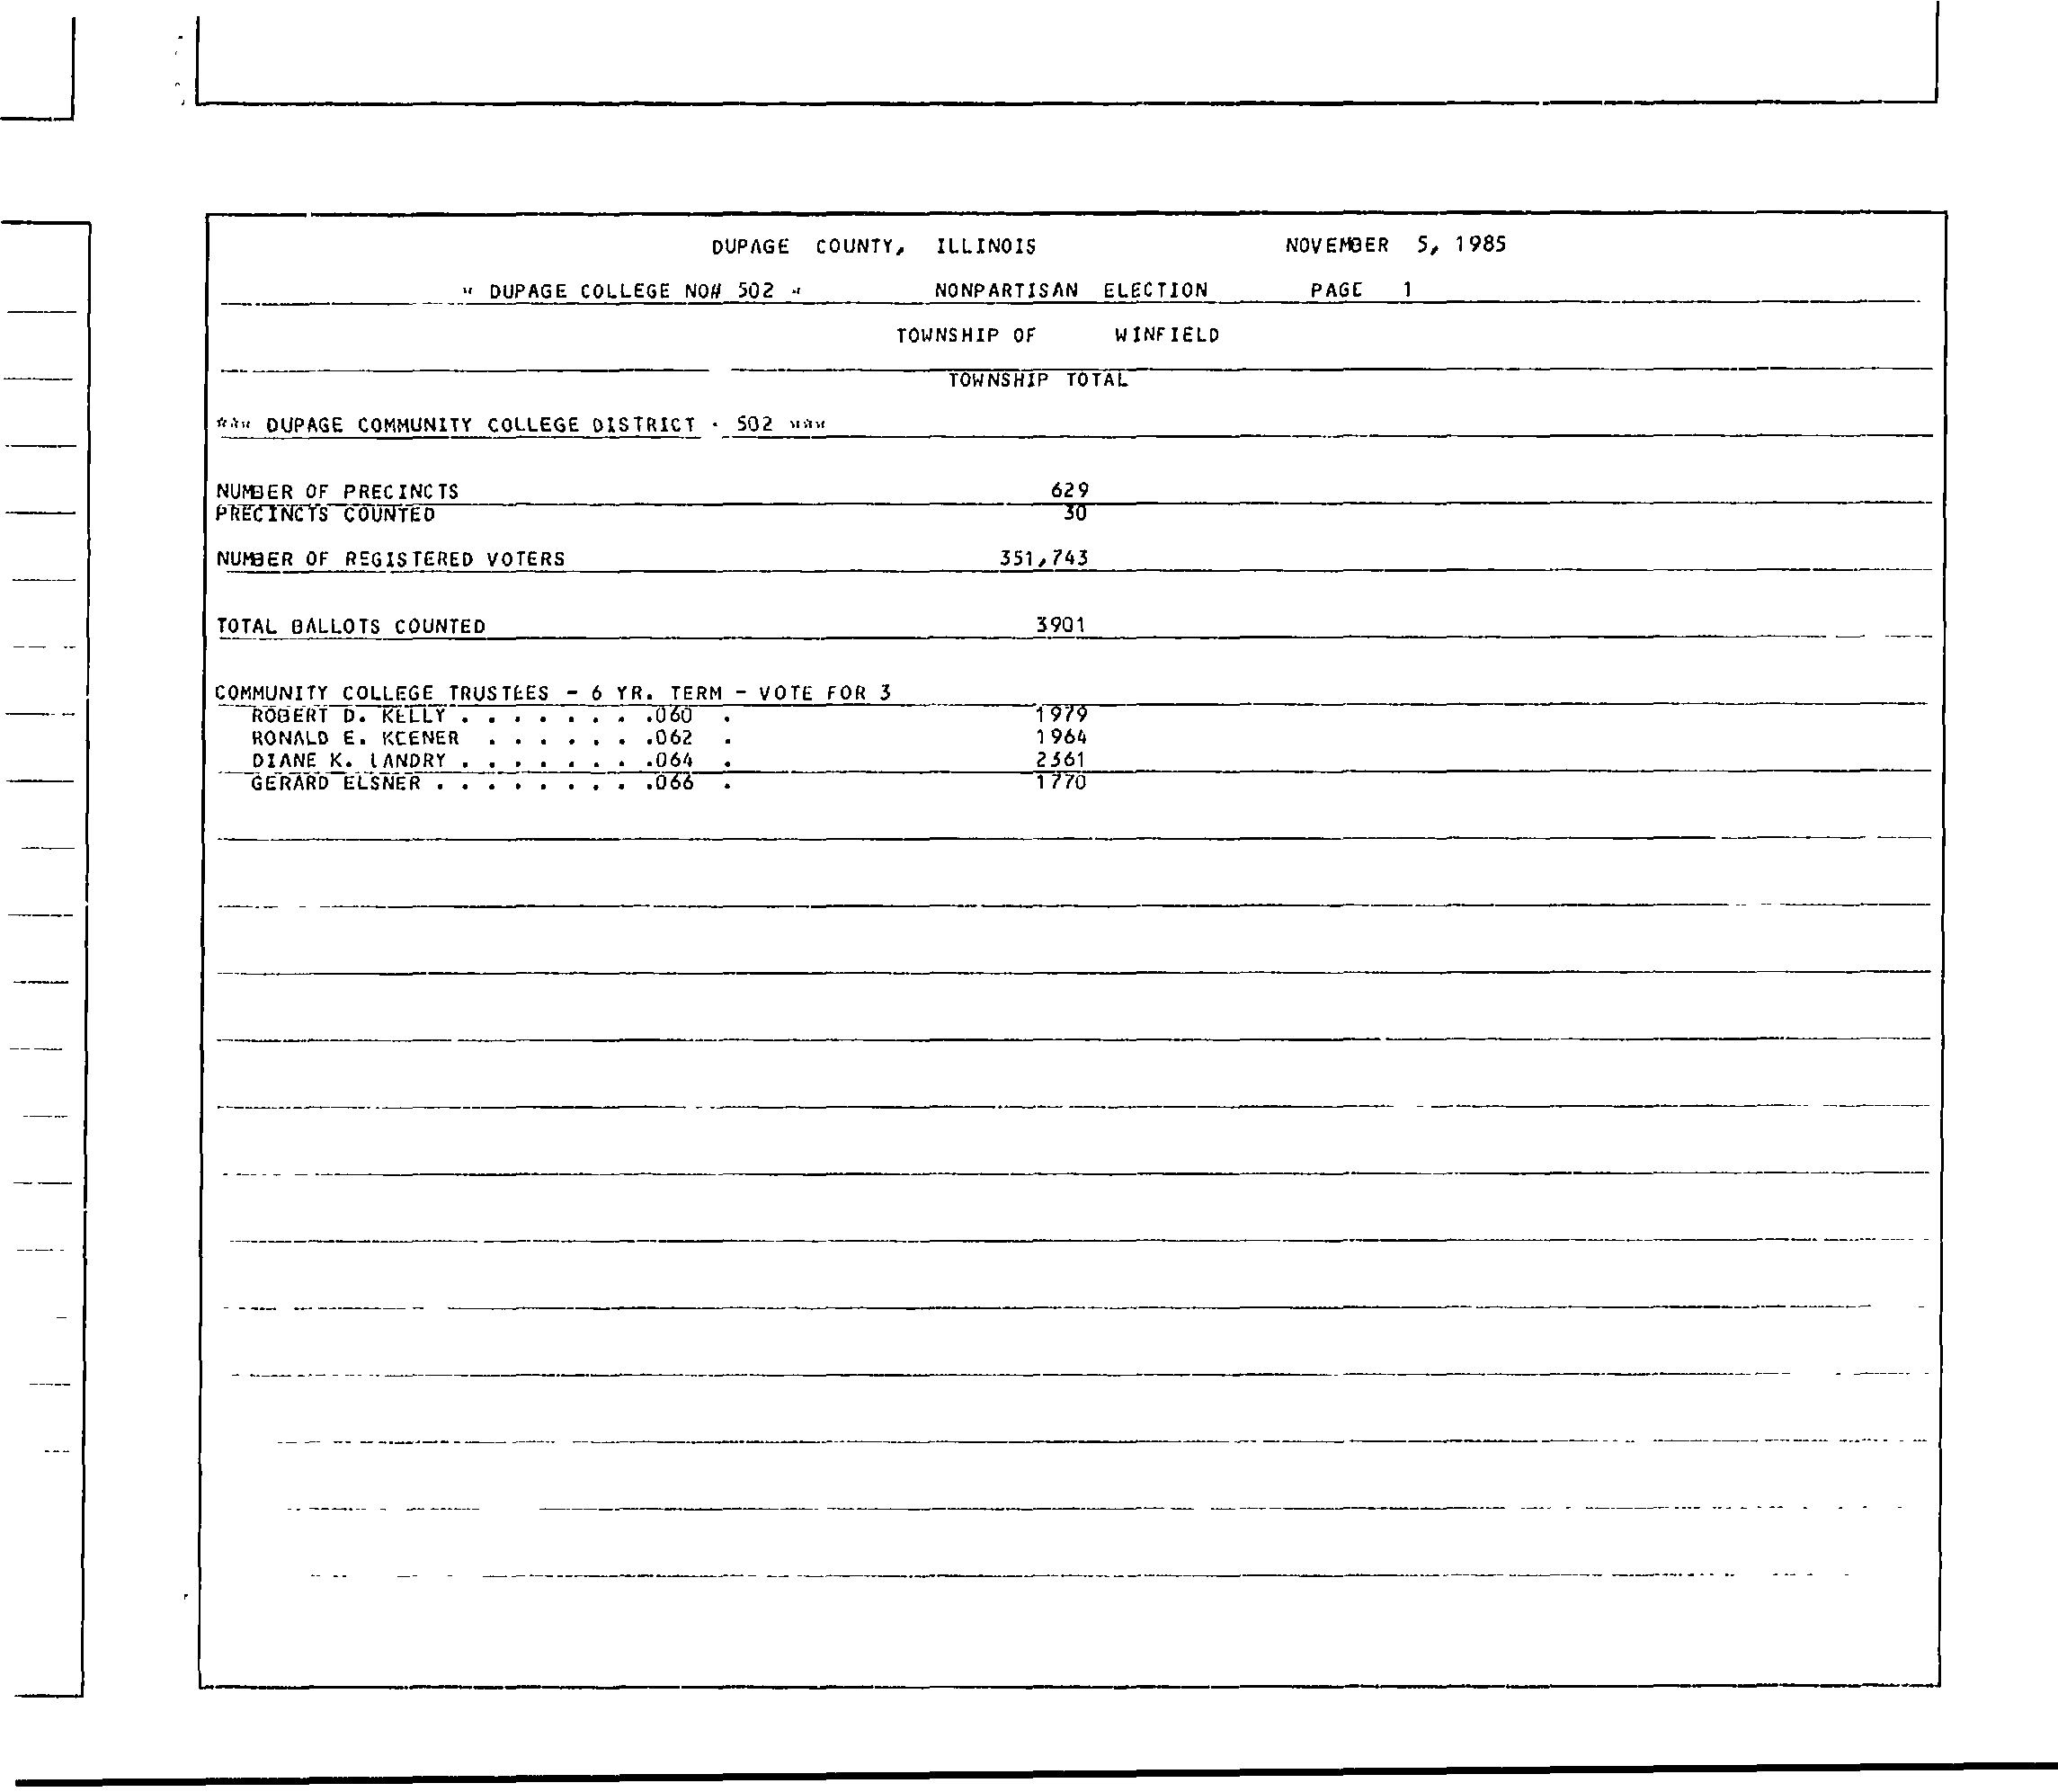 DUPAGE COUNTY, ILLINOIS NOVEMBER 5, 1985
* DUPAGE COLLEGE NO# 502 * NONPARTISAN ELECTION PAGE 1
TOWNSHIP OF WINFIELD
TOWNSHIP TOTAL
*** DUPAGE COMMUNITY COLLEGE DISTRICT - 502 ***
NUMBER OF PRECINCTS 629
PRECINCTS COUNTED 30
NUMBER OF REGISTERED VOTERS 351,743
TOTAL BALLOTS COUNTED 3901
COMMUNITY COLLEGE TRUSTEES - 6 YR. TERM - VOTE FOR 3
ROBERT D. KELLY . . . . . . . .060 . 1979
RONALD E. KEENER . . . . . . .062 . 1964
DIANE K. LANDRY . . . . . . . .064 . 2361
GERARD ELSNER . . . . . . . . .066 . 1770